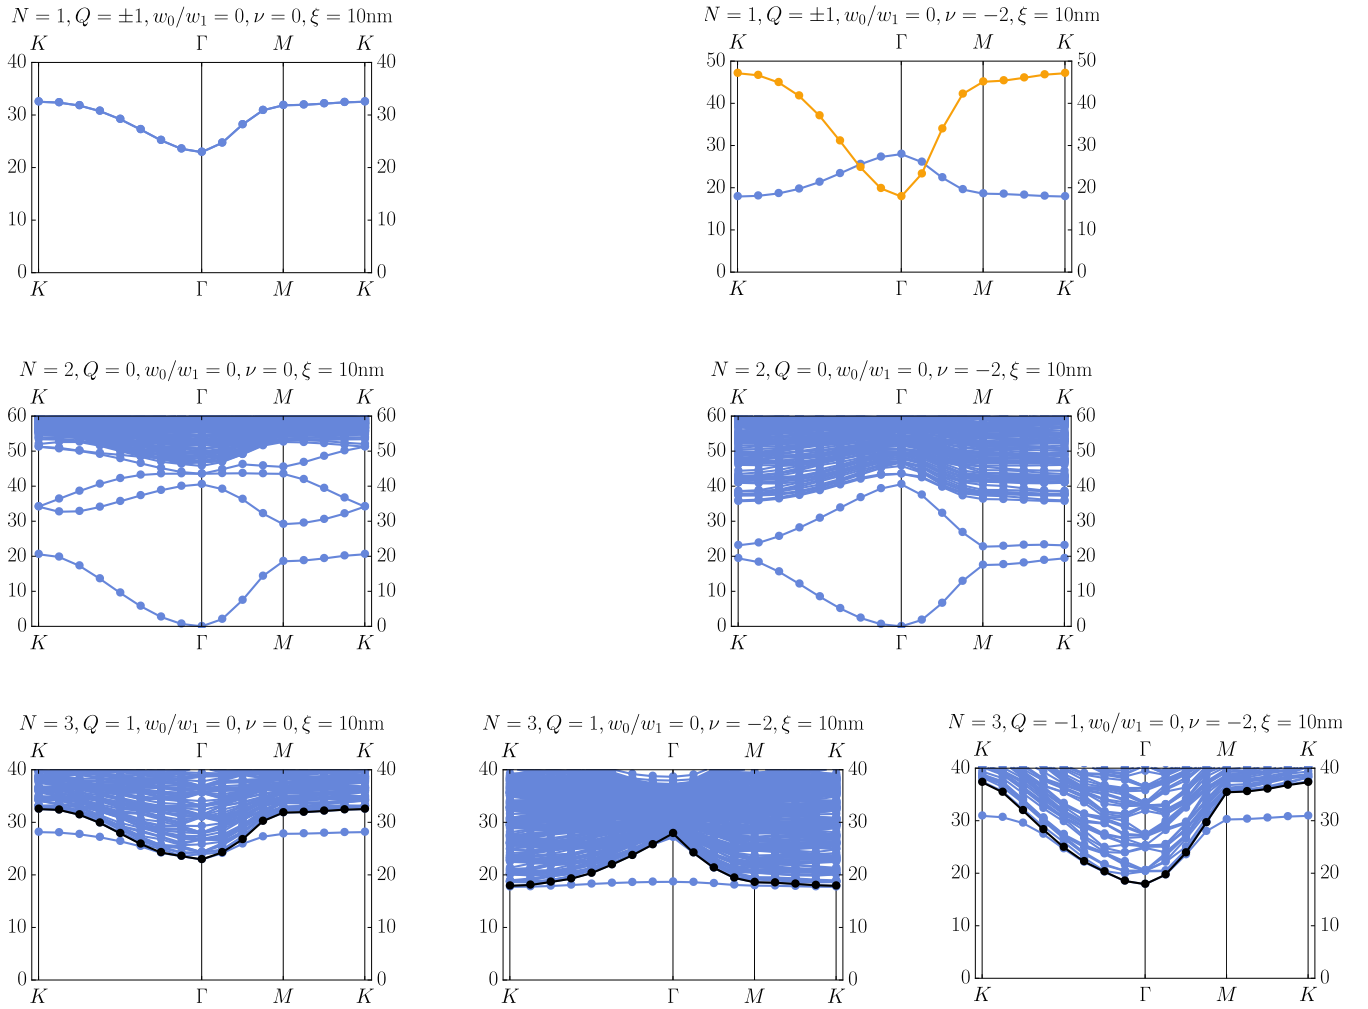 N = 1, Q = ±1, w₀/w₁ = 0, ν = 0, ξ = 10nm
K Γ M K
40 40
30 30
20 20
10 10
0 0
K Γ M K
N = 1, Q = ±1, w₀/w₁ = 0, ν = −2, ξ = 10nm
K Γ M K
50 50
40 40
30 30
20 20
10 10
0 0
K Γ M K
N = 2, Q = 0, w₀/w₁ = 0, ν = 0, ξ = 10nm
K Γ M K
60 60
50 50
40 40
30 30
20 20
10 10
0 0
K Γ M K
N = 2, Q = 0, w₀/w₁ = 0, ν = −2, ξ = 10nm
K Γ M K
60 60
50 50
40 40
30 30
20 20
10 10
0 0
K Γ M K
N = 3, Q = 1, w₀/w₁ = 0, ν = 0, ξ = 10nm
K Γ M K
40 40
30 30
20 20
10 10
0 0
K Γ M K
N = 3, Q = 1, w₀/w₁ = 0, ν = −2, ξ = 10nm
K Γ M K
40 40
30 30
20 20
10 10
0 0
K Γ M K
N = 3, Q = −1, w₀/w₁ = 0, ν = −2, ξ = 10nm
K Γ M K
40 40
30 30
20 20
10 10
0 0
K Γ M K